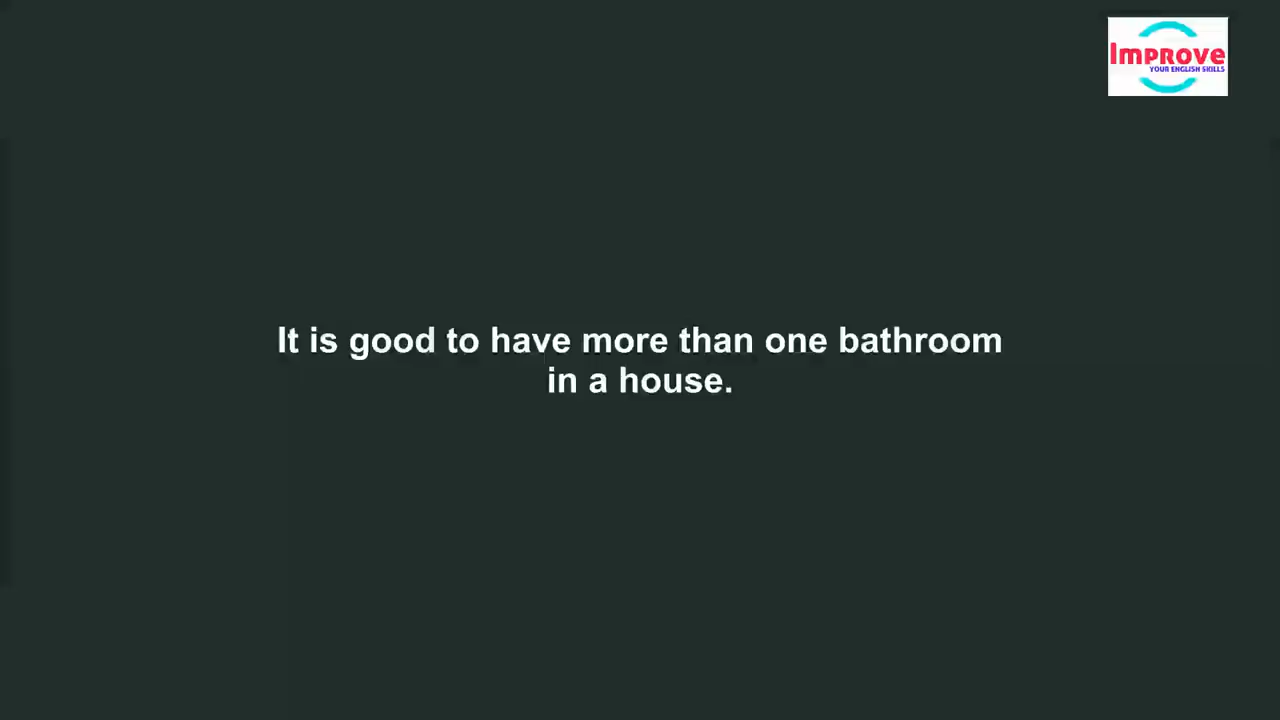 Improve
YOUR ENGLISH SKILLS
It is good to have more than one bathroom
in a house.